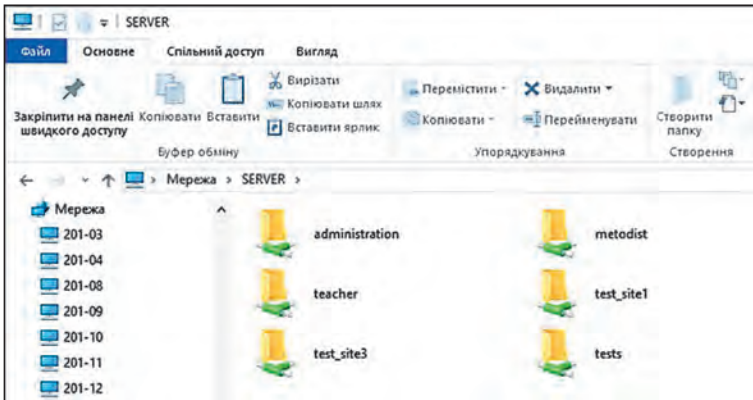 SERVER
Файл Основне Спільний доступ Вигляд
Закріпити на панелі швидкого доступу
Копіювати
Вставити
Вирізати
Копіювати шлях
Вставити ярлик
Буфер обміну
Перемістити
Копіювати
Видалити
Перейменувати
Упорядкування
Створити папку
Створення
Мережа > SERVER >
Мережа
201-03
201-04
201-08
201-09
201-10
201-11
201-12
administration
metodist
teacher
test_site1
test_site3
tests